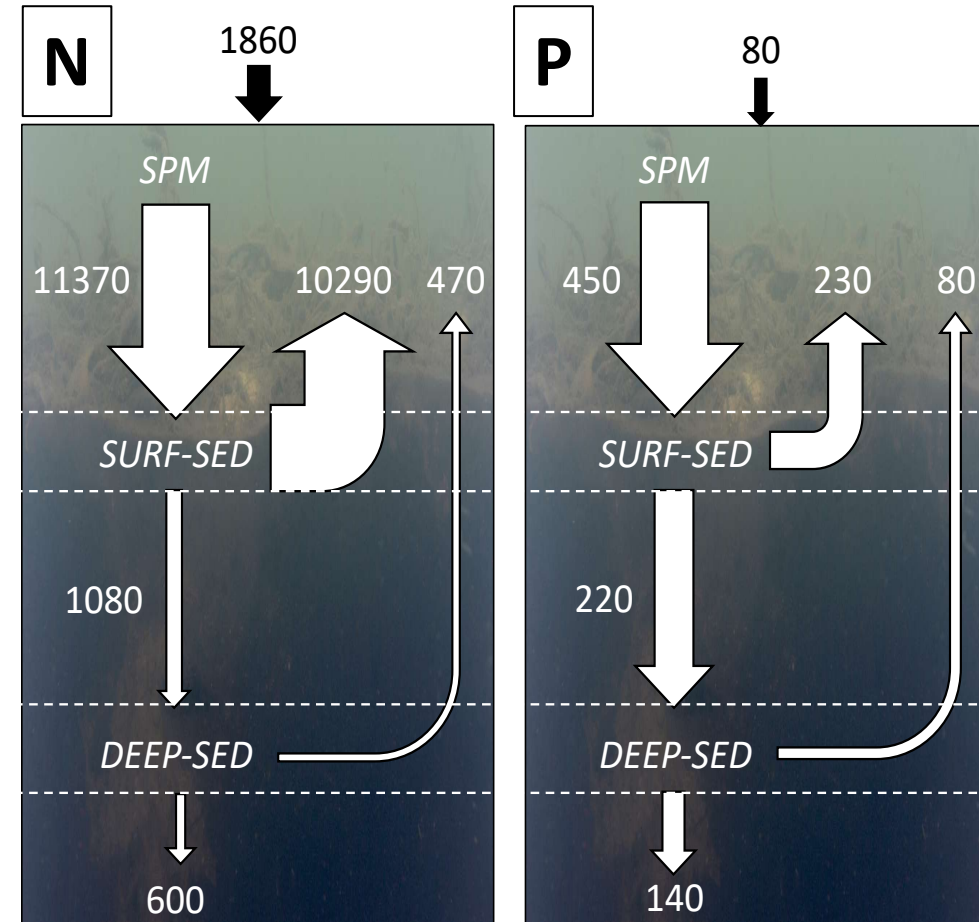 N
1860
SPM
11370
10290
470
SURF-SED
1080
DEEP-SED
600
P
80
SPM
450
230
80
SURF-SED
220
DEEP-SED
140